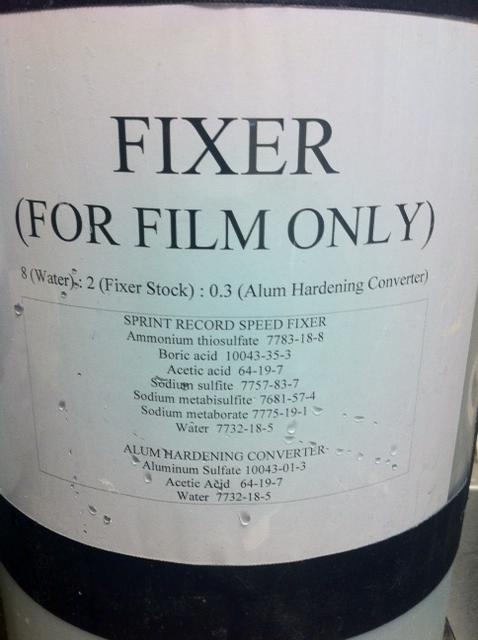 FIXER
(FOR FILM ONLY)
8 (Water) : 2 (Fixer Stock) : 0.3 (Alum Hardening Converter)
SPRINT RECORD SPEED FIXER
Ammonium thiosulfate 7783-18-8
Boric acid 10043-35-3
Acetic acid 64-19-7
Sodium sulfite 7757-83-7
Sodium metabisulfite 7681-57-4
Sodium metaborate 7775-19-1
Water 7732-18-5
ALUM HARDENING CONVERTER
Aluminum Sulfate 10043-01-3
Acetic Acid 64-19-7
Water 7732-18-5